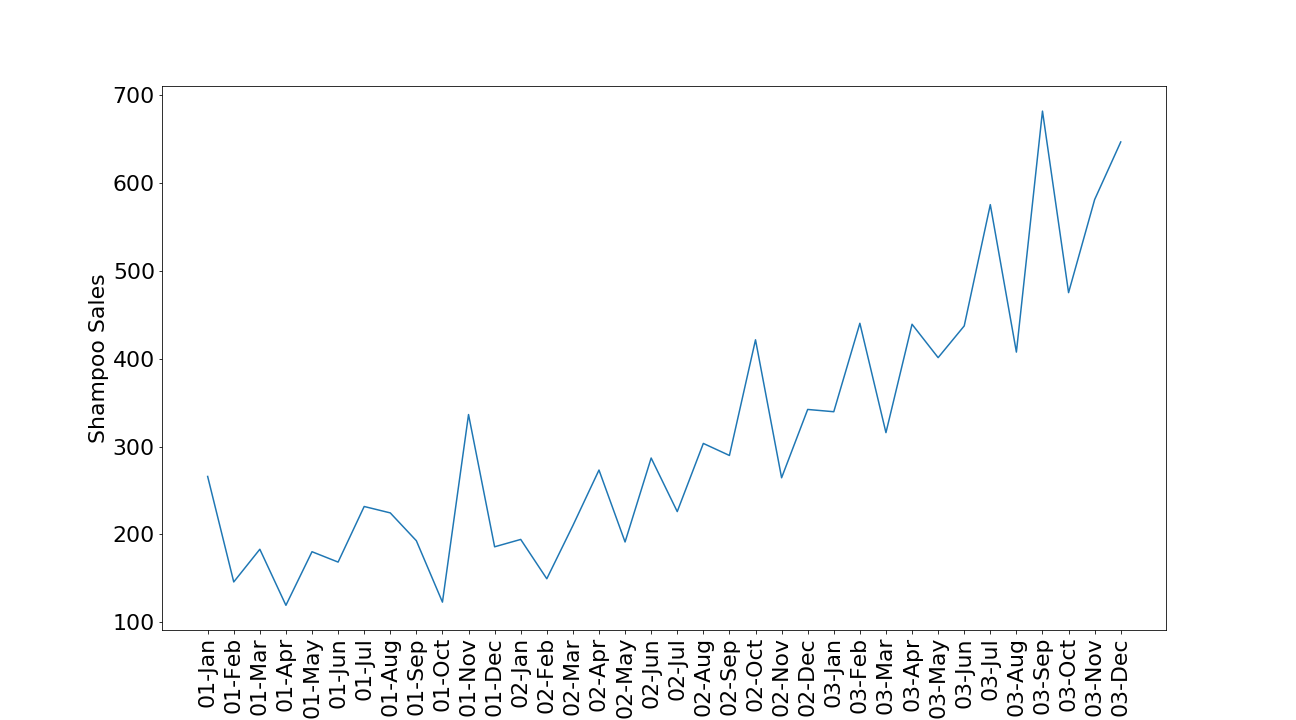 700
600
500
400
300
200
100
Shampoo Sales
01-Jan
01-Feb
01-Mar
01-Apr
01-May
01-Jun
01-Jul
01-Aug
01-Sep
01-Oct
01-Nov
01-Dec
02-Jan
02-Feb
02-Mar
02-Apr
02-May
02-Jun
02-Jul
02-Aug
02-Sep
02-Oct
02-Nov
02-Dec
03-Jan
03-Feb
03-Mar
03-Apr
03-May
03-Jun
03-Jul
03-Aug
03-Sep
03-Oct
03-Nov
03-Dec